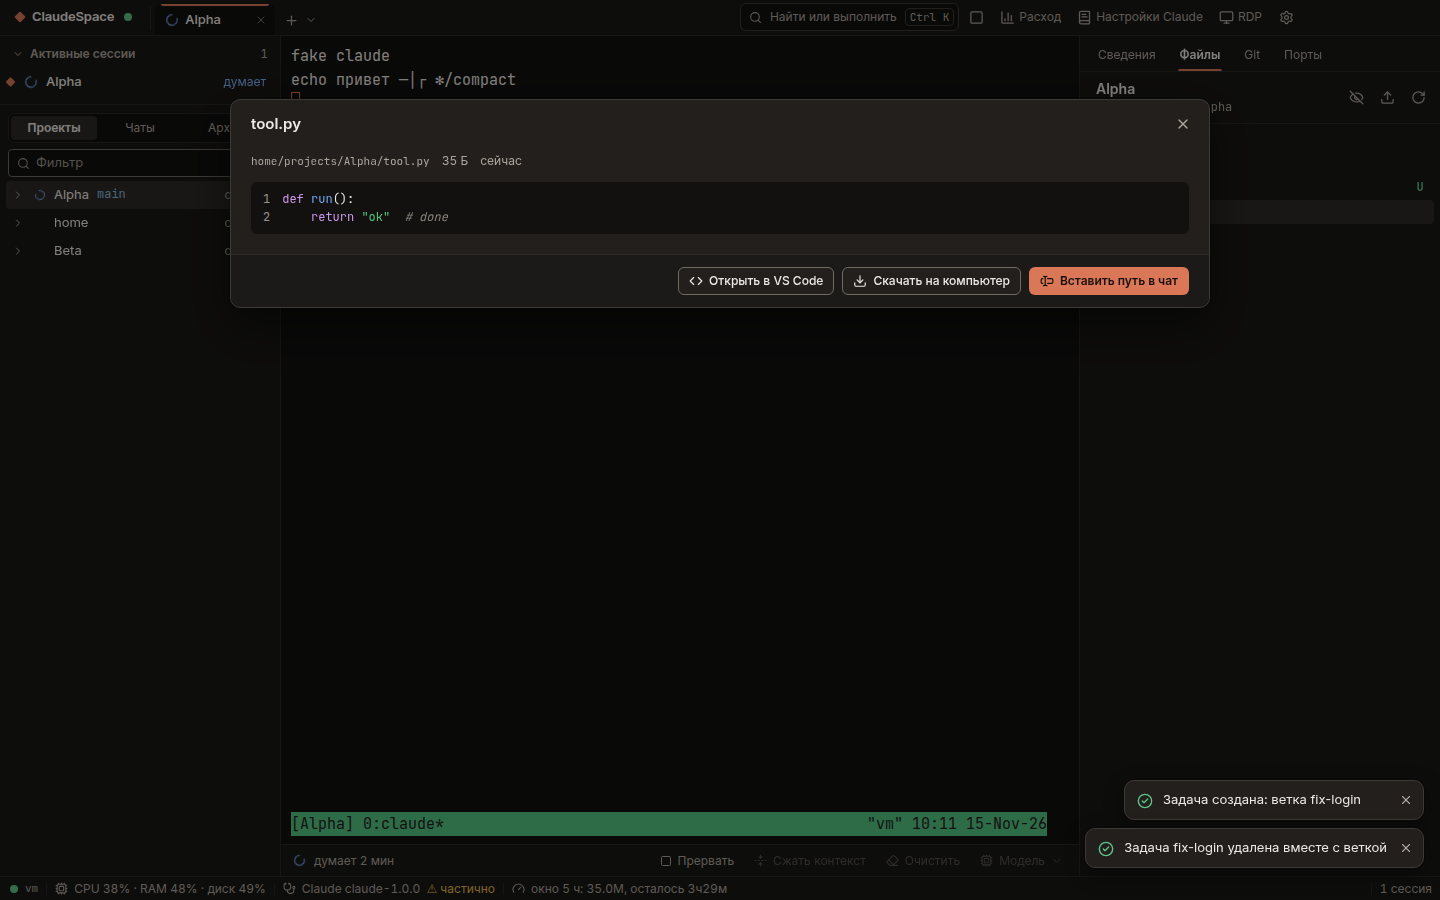 ClaudeSpace
Alpha
Найти или выполнить Ctrl K
Расход
Настройки Claude
RDP
Активные сессии 1
Alpha думает
Проекты Чаты Арх
Фильтр
Alpha main
home
Beta
fake claude
echo привет ─│┌ ✻/compact
Сведения Файлы Git Порты
Alpha
pha
U
tool.py
home/projects/Alpha/tool.py 35 Б сейчас
1 def run():
2 return "ok" # done
Открыть в VS Code
Скачать на компьютер
Вставить путь в чат
[Alpha] 0:claude* "vm" 10:11 15-Nov-26
думает 2 мин
Прервать
Сжать контекст
Очистить
Модель
Задача создана: ветка fix-login
Задача fix-login удалена вместе с веткой
vm CPU 38% · RAM 48% · диск 49% Claude claude-1.0.0 ⚠ частично окно 5 ч: 35.0M, осталось 3ч29м 1 сессия